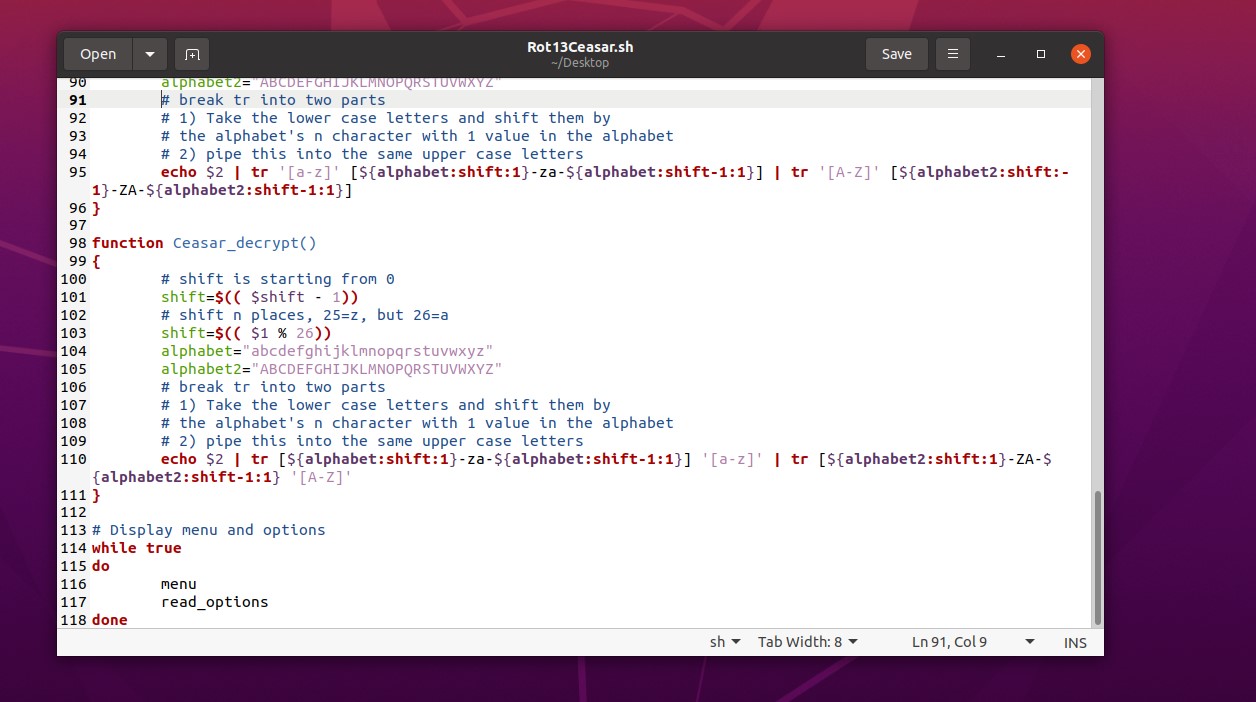 Open
Rot13Ceasar.sh
~/Desktop
Save
90 alphabet2="ABCDEFGHIJKLMNOPQRSTUVWXYZ"
91 # break tr into two parts
92 # 1) Take the lower case letters and shift them by
93 # the alphabet's n character with 1 value in the alphabet
94 # 2) pipe this into the same upper case letters
95 echo $2 | tr '[a-z]' [${alphabet:shift:1}-za-${alphabet:shift-1:1}] | tr '[A-Z]' [${alphabet2:shift:-
1}-ZA-${alphabet2:shift-1:1}]
96 }
97
98 function Ceasar_decrypt()
99 {
100 # shift is starting from 0
101 shift=$(( $shift - 1))
102 # shift n places, 25=z, but 26=a
103 shift=$(( $1 % 26))
104 alphabet="abcdefghijklmnopqrstuvwxyz"
105 alphabet2="ABCDEFGHIJKLMNOPQRSTUVWXYZ"
106 # break tr into two parts
107 # 1) Take the lower case letters and shift them by
108 # the alphabet's n character with 1 value in the alphabet
109 # 2) pipe this into the same upper case letters
110 echo $2 | tr [${alphabet:shift:1}-za-${alphabet:shift-1:1}] '[a-z]' | tr [${alphabet2:shift:1}-ZA-$
{alphabet2:shift-1:1} '[A-Z]'
111 }
112
113 # Display menu and options
114 while true
115 do
116 menu
117 read_options
118 done
sh Tab Width: 8 Ln 91, Col 9 INS